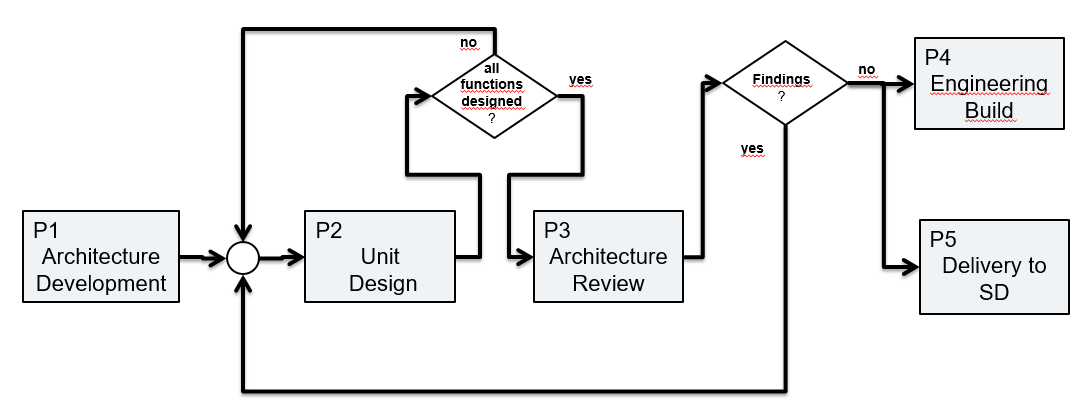 no
all
functions
designed
?
yes
Findings
?
no
yes
P4
Engineering
Build
P1
Architecture
Development
P2
Unit
Design
P3
Architecture
Review
P5
Delivery to
SD